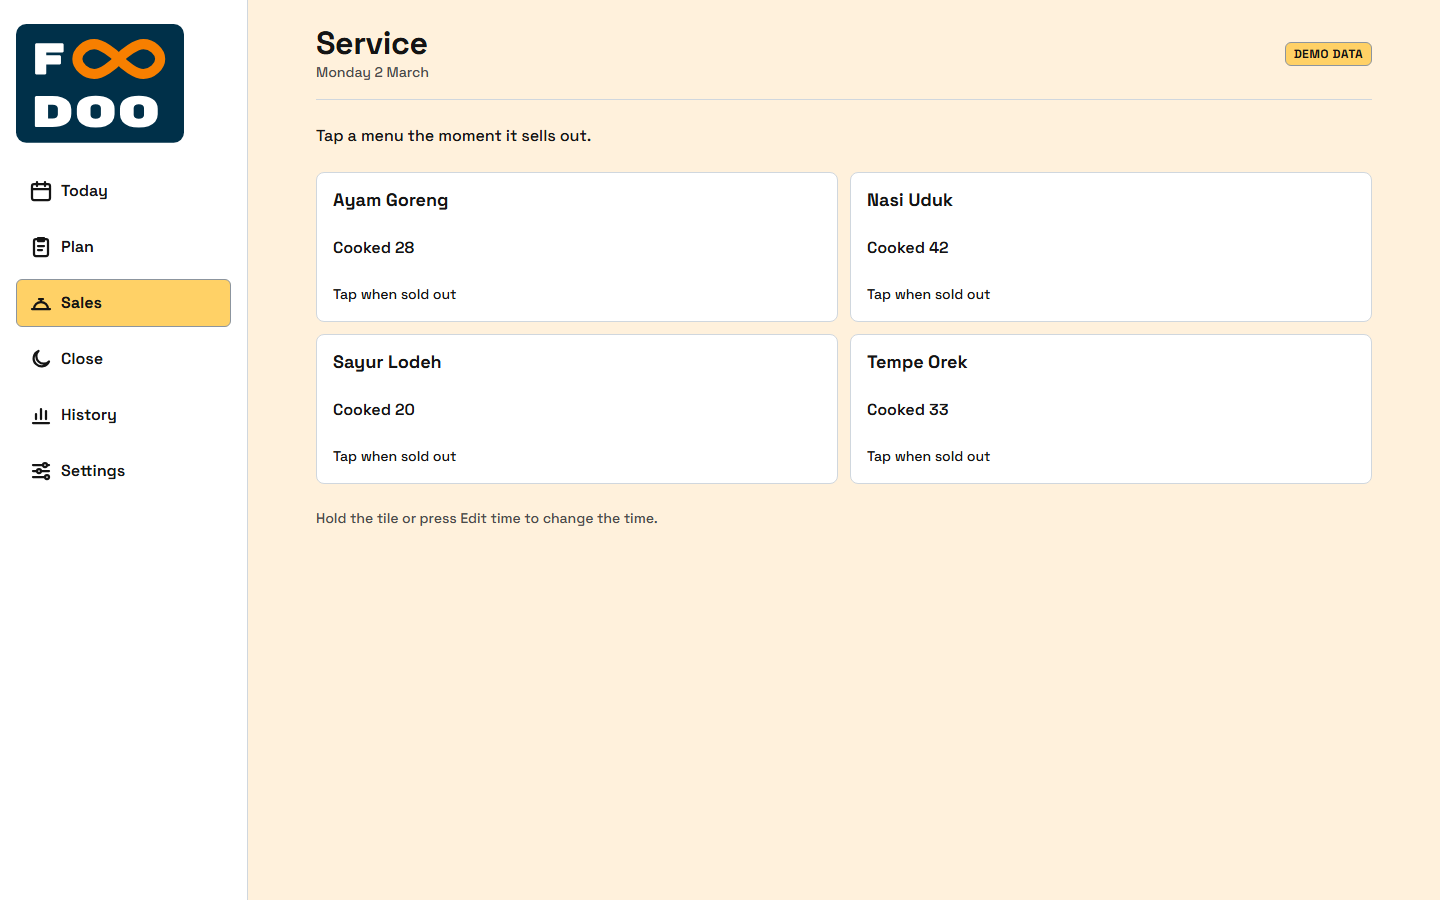 F
DOO
Today
Plan
Sales
Close
History
Settings
Service
Monday 2 March
DEMO DATA
Tap a menu the moment it sells out.
Ayam Goreng
Cooked 28
Tap when sold out
Nasi Uduk
Cooked 42
Tap when sold out
Sayur Lodeh
Cooked 20
Tap when sold out
Tempe Orek
Cooked 33
Tap when sold out
Hold the tile or press Edit time to change the time.